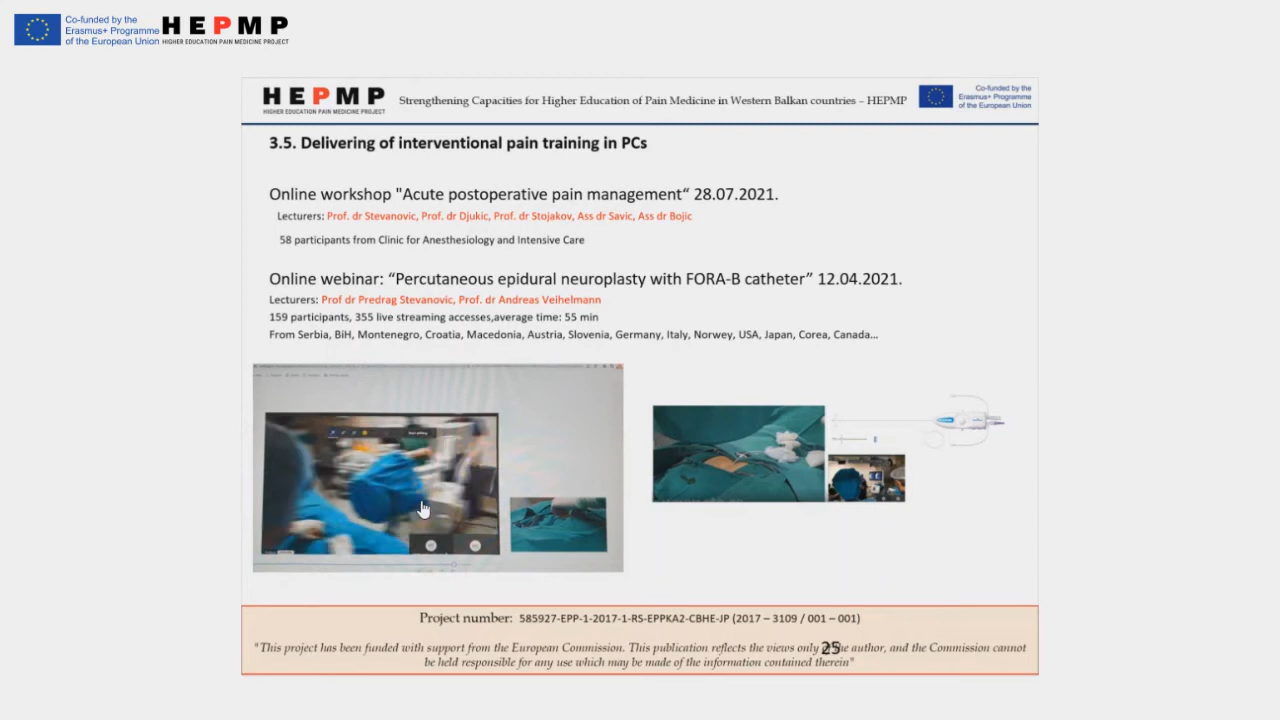 Co-funded by the
Erasmus+ Programme
of the European Union
HEPMP
HIGHER EDUCATION PAIN MEDICINE PROJECT
HEPMP
HIGHER EDUCATION PAIN MEDICINE PROJECT
Strengthening Capacities for Higher Education of Pain Medicine in Western Balkan countries – HEPMP
Co-funded by the
Erasmus+ Programme
of the European Union
3.5. Delivering of interventional pain training in PCs
Online workshop "Acute postoperative pain management“ 28.07.2021.
Lecturers: Prof. dr Stevanovic, Prof. dr Djukic, Prof. dr Stojakov, Ass dr Savic, Ass dr Bojic
58 participants from Clinic for Anesthesiology and Intensive Care
Online webinar: “Percutaneous epidural neuroplasty with FORA-B catheter” 12.04.2021.
Lecturers: Prof dr Predrag Stevanovic, Prof. dr Andreas Veihelmann
159 participants, 355 live streaming accesses,average time: 55 min
From Serbia, BiH, Montenegro, Croatia, Macedonia, Austria, Slovenia, Germany, Italy, Norwey, USA, Japan, Corea, Canada...
Project number: 585927-EPP-1-2017-1-RS-EPPKA2-CBHE-JP (2017 – 3109 / 001 – 001)
"This project has been funded with support from the European Commission. This publication reflects the views only of the author, and the Commission cannot
be held responsible for any use which may be made of the information contained therein"
25